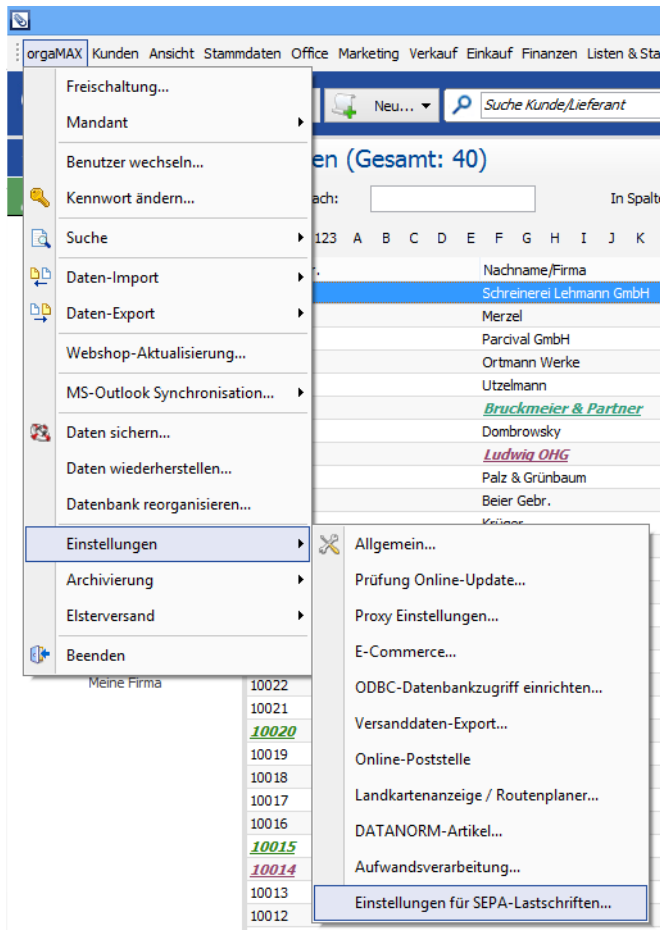 orgaMAX Kunden Ansicht Stammdaten Office Marketing Verkauf Einkauf Finanzen Listen & Sta
Freischaltung...
Neu...
Suche Kunde/Lieferant
Mandant
Benutzer wechseln...
en (Gesamt: 40)
Kennwort ändern...
ach:
In Spalte
Suche
123 A B C D E F G H I J K
Daten-Import
Nachname/Firma
Schreinerei Lehmann GmbH
Daten-Export
Merzel
Parcival GmbH
Webshop-Aktualisierung...
Ortmann Werke
Utzelmann
MS-Outlook Synchronisation...
Bruckmeier & Partner
Daten sichern...
Dombrowsky
Ludwig OHG
Daten wiederherstellen...
Palz & Grünbaum
Datenbank reorganisieren...
Beier Gebr.
Krüger
Einstellungen
Allgemein...
Archivierung
Prüfung Online-Update...
Elsterversand
Proxy Einstellungen...
Beenden
E-Commerce...
Meine Firma
10022
ODBC-Datenbankzugriff einrichten...
10021
10020
Versanddaten-Export...
10019
Online-Poststelle
10018
10017
Landkartenanzeige / Routenplaner...
10016
DATANORM-Artikel...
10015
10014
Aufwandsverarbeitung...
10013
Einstellungen für SEPA-Lastschriften...
10012